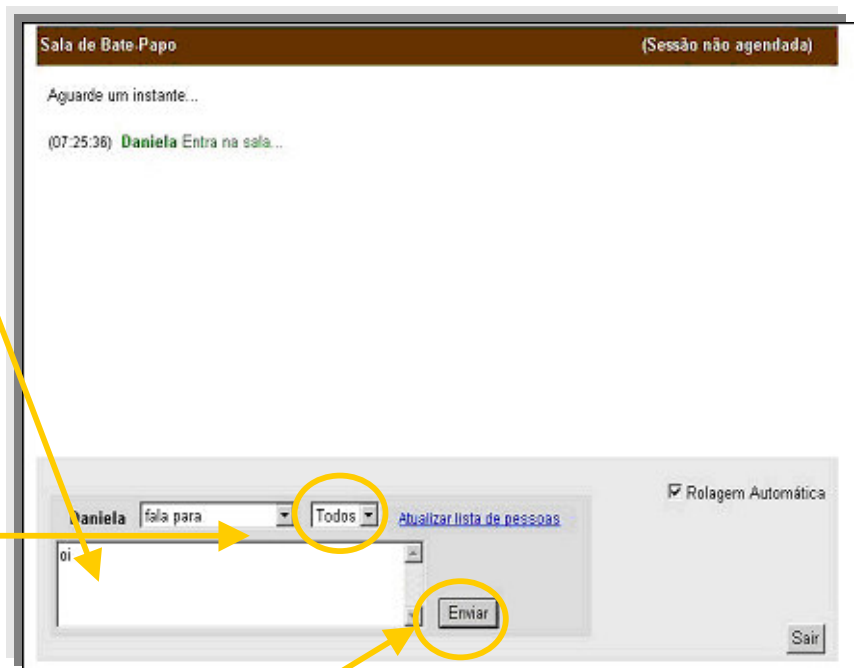 Sala de Bate-Papo (Sessão não agendada)
Aguarde um instante...
(07:25:36) Daniela Entra na sala...
Rolagem Automática
Daniela fala para Todos Atualizar lista de pessoas
oi
Enviar
Sair